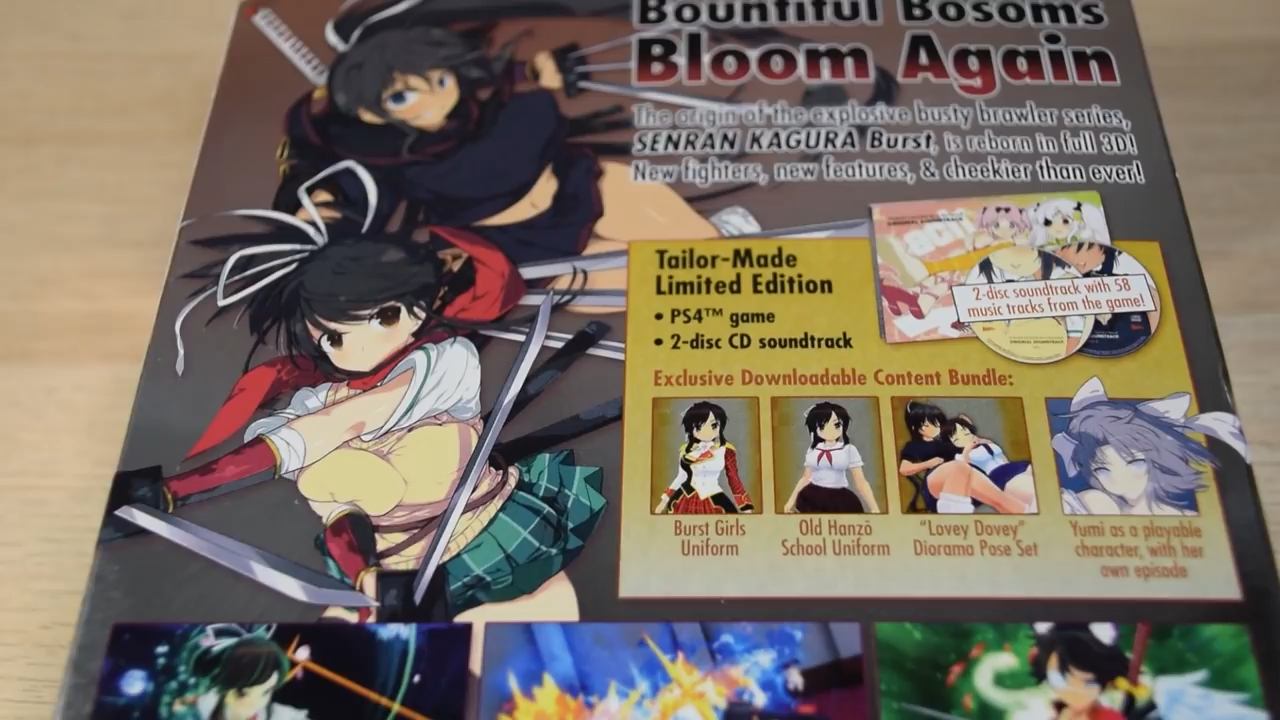 Bountiful Bosoms
Bloom Again
The origin of the explosive busty brawler series,
SENRAN KAGURA Burst, is reborn in full 3D!
New fighters, new features, & cheekier than ever!
Tailor-Made
Limited Edition
• PS4™ game
• 2-disc CD soundtrack
2-disc soundtrack with 58
music tracks from the game!
ORIGINAL SOUNDTRACK
Exclusive Downloadable Content Bundle:
Burst Girls
Uniform
Old Hanzō
School Uniform
"Lovey Dovey"
Diorama Pose Set
Yumi as a playable
character, with her
own episode